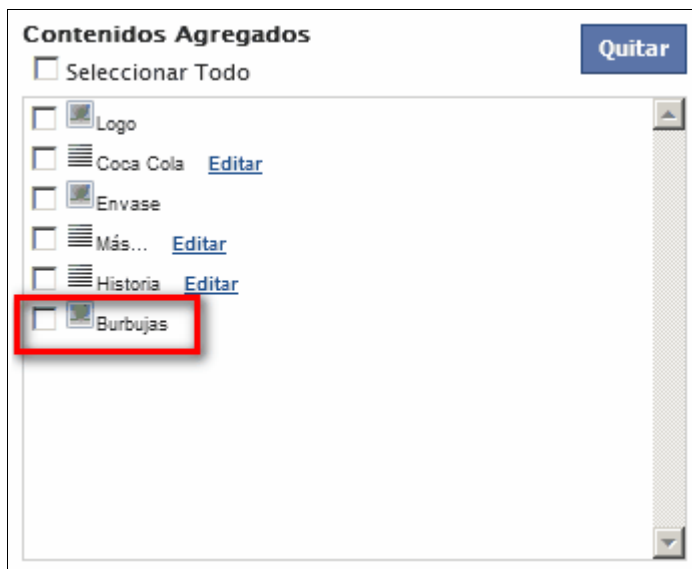 Contenidos Agregados
Quitar
Seleccionar Todo
Logo
Coca Cola Editar
Envase
Más... Editar
Historia Editar
Burbujas